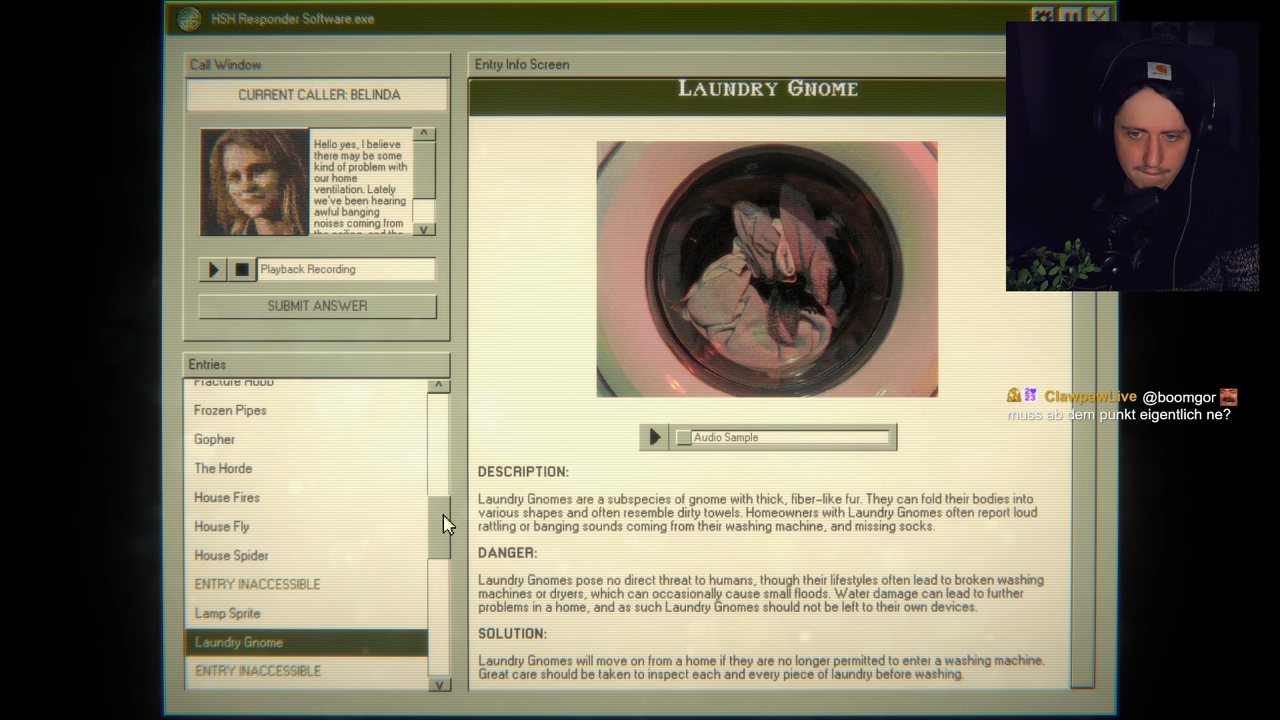 HSH Responder Software.exe
Call Window
CURRENT CALLER: BELINDA
Hello yes, I believe
there may be some
kind of problem with
our home
ventilation. Lately
we've been hearing
awful banging
noises coming from
the ceiling, and the
Playback Recording
SUBMIT ANSWER
Entries
Fracture Hobb
Frozen Pipes
Gopher
The Horde
House Fires
House Fly
House Spider
ENTRY INACCESSIBLE
Lamp Sprite
Laundry Gnome
ENTRY INACCESSIBLE
Entry Info Screen
Laundry Gnome
Audio Sample
DESCRIPTION:
Laundry Gnomes are a subspecies of gnome with thick, fiber-like fur. They can fold their bodies into
various shapes and often resemble dirty towels. Homeowners with Laundry Gnomes often report loud
rattling or banging sounds coming from their washing machine, and missing socks.
DANGER:
Laundry Gnomes pose no direct threat to humans, though their lifestyles often lead to broken washing
machines or dryers, which can occasionally cause small floods. Water damage can lead to further
problems in a home, and as such Laundry Gnomes should not be left to their own devices.
SOLUTION:
Laundry Gnomes will move on from a home if they are no longer permitted to enter a washing machine.
Great care should be taken to inspect each and every piece of laundry before washing.
ClawpawLive @boomgor
muss ab dem punkt eigentlich ne?